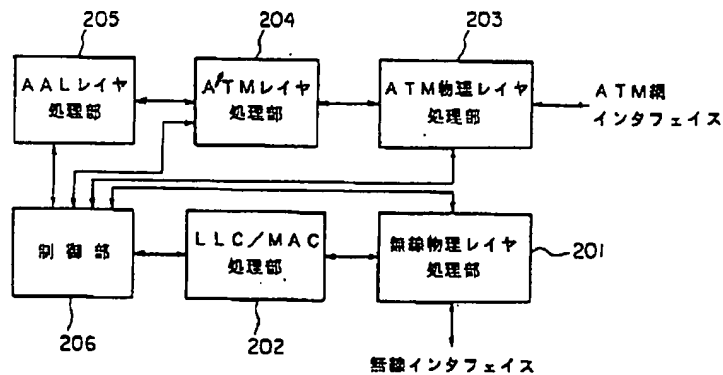 205
204
203
AALレイヤ
処理部
ATMレイヤ
処理部
ATM物理レイヤ
処理部
ATM網
インタフェイス
制御部
LLC/MAC
処理部
無線物理レイヤ
処理部
201
206
202
無線インタフェイス